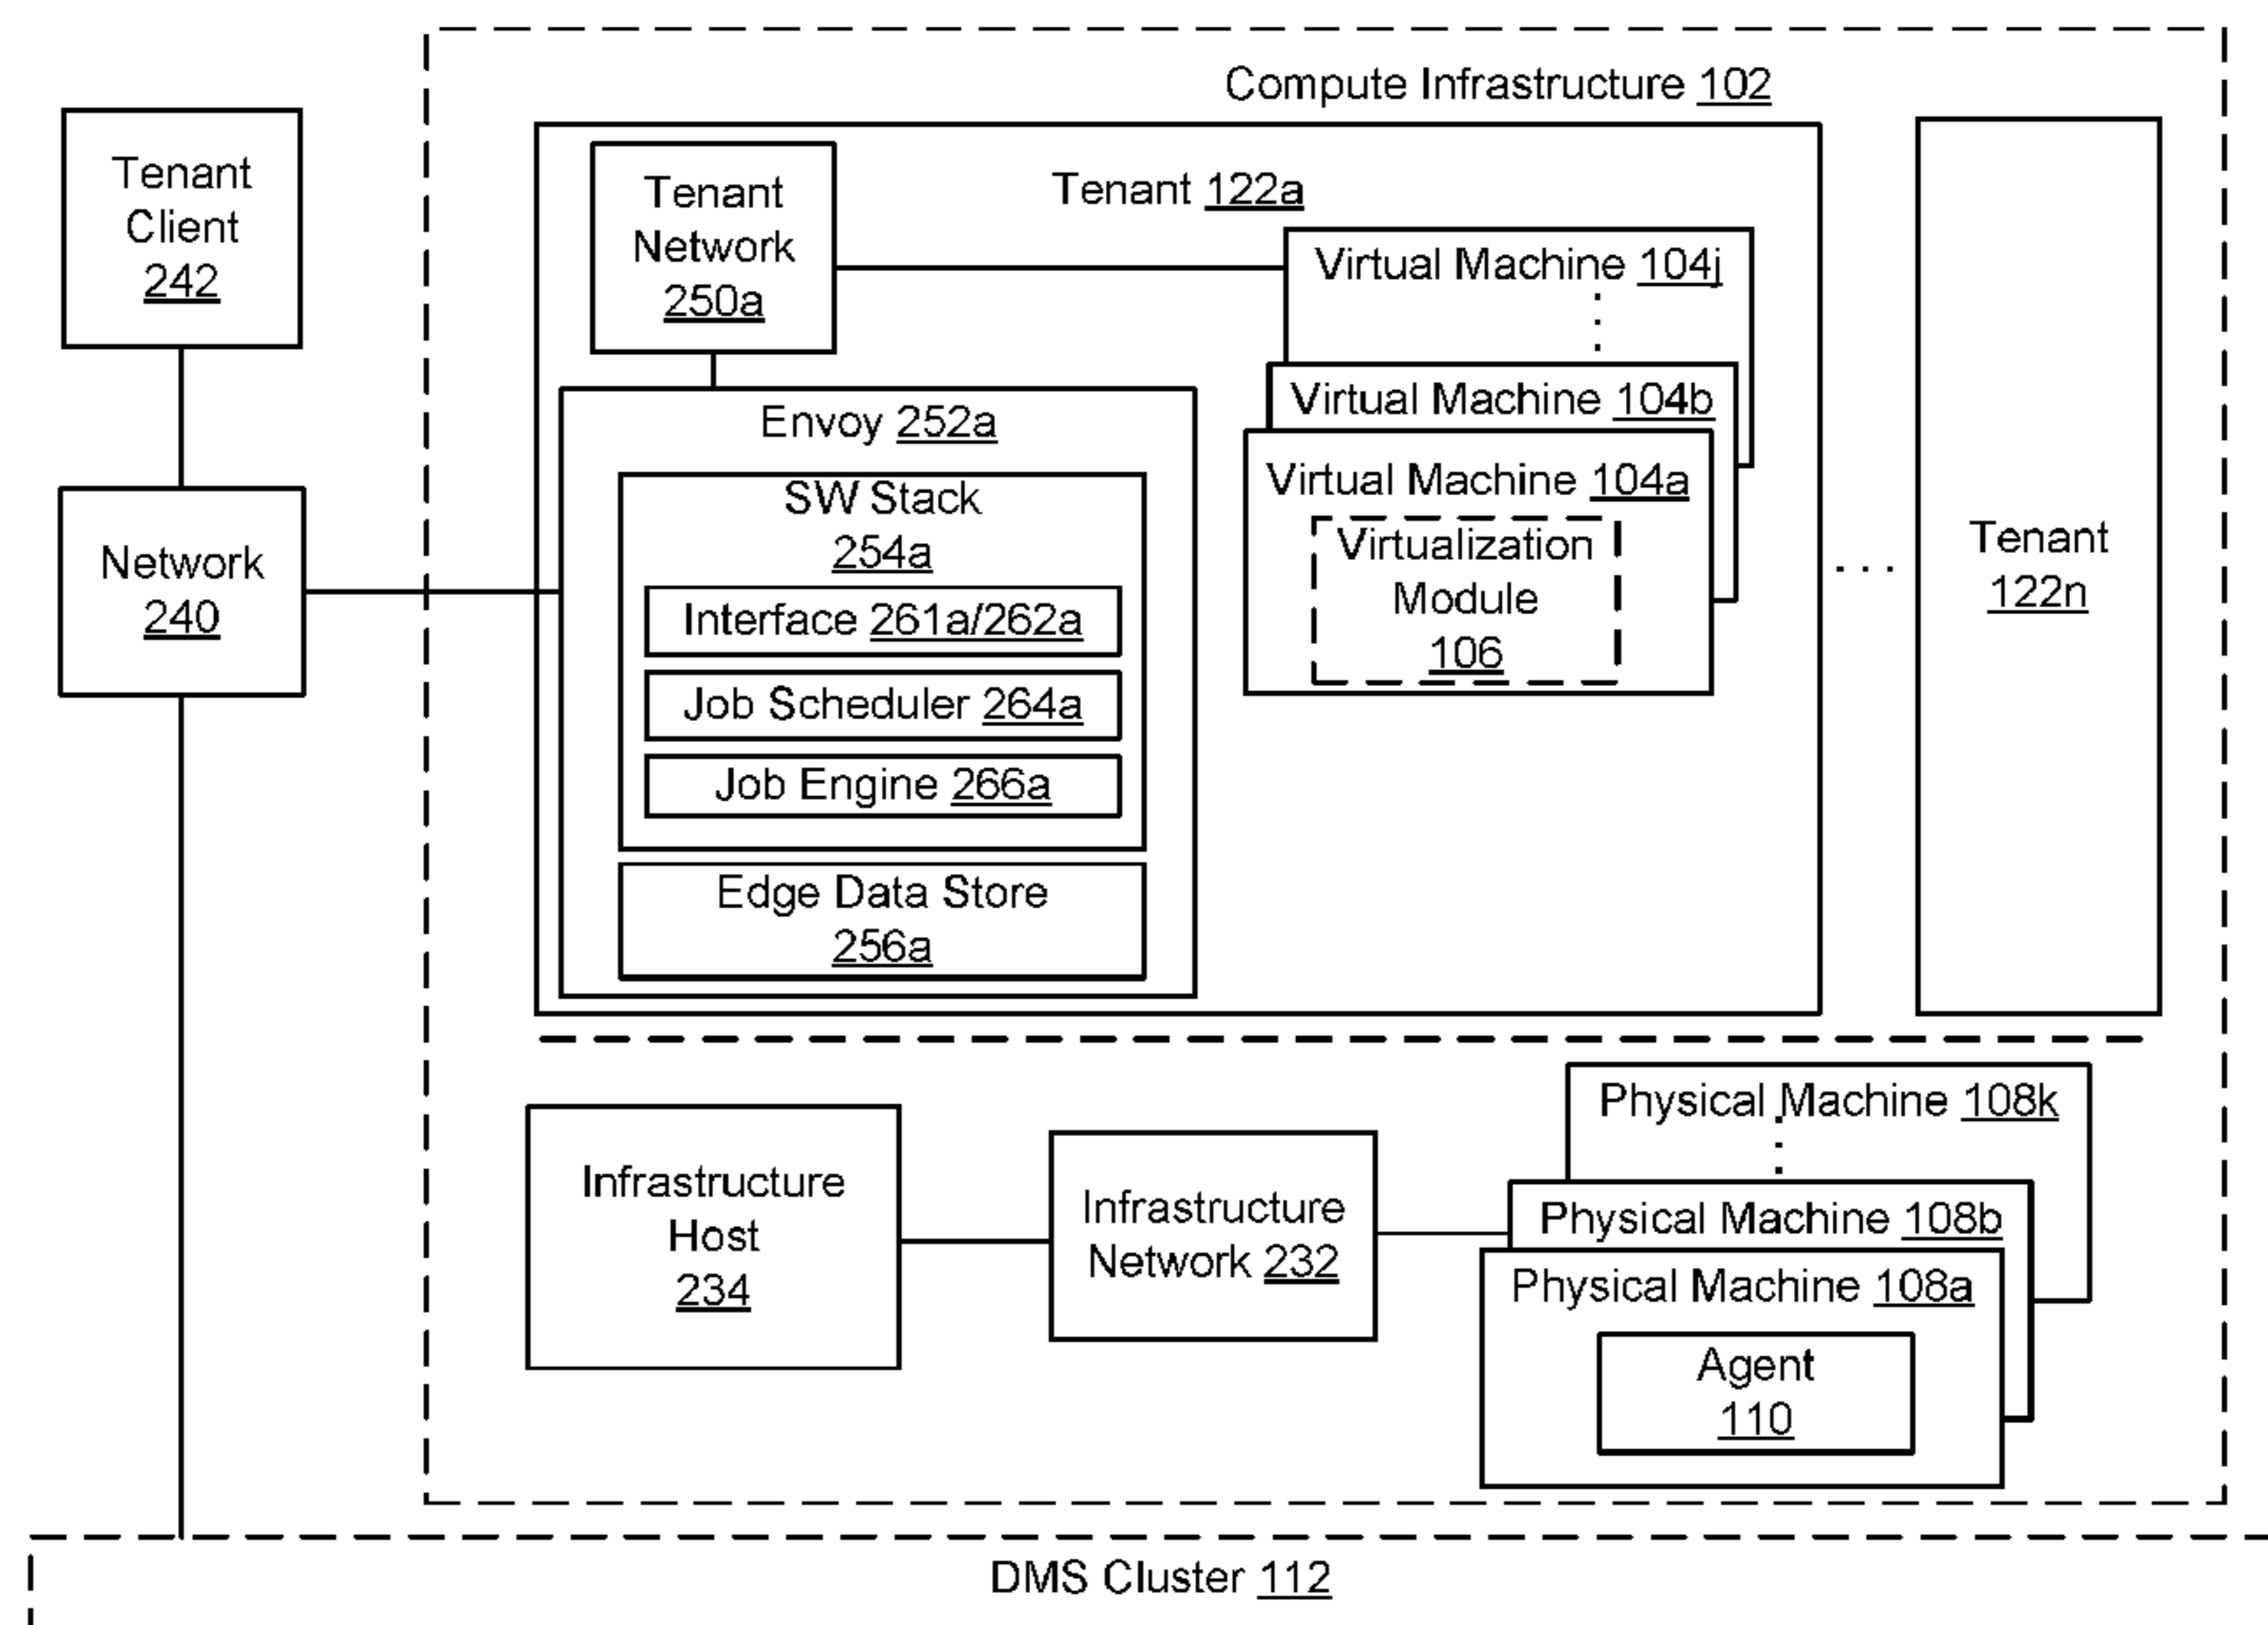 Compute Infrastructure 102
Tenant
Client
242
Network
240
Tenant 122a
Tenant
Network
250a
Envoy 252a
SW Stack
254a
Interface 261a/262a
Job Scheduler 264a
Job Engine 266a
Edge Data Store
256a
Virtual Machine 104j
Virtual Machine 104b
Virtual Machine 104a
Virtualization
Module
106
. . .
Tenant
122n
Infrastructure
Host
234
Infrastructure
Network 232
Physical Machine 108k
Physical Machine 108b
Physical Machine 108a
Agent
110
DMS Cluster 112